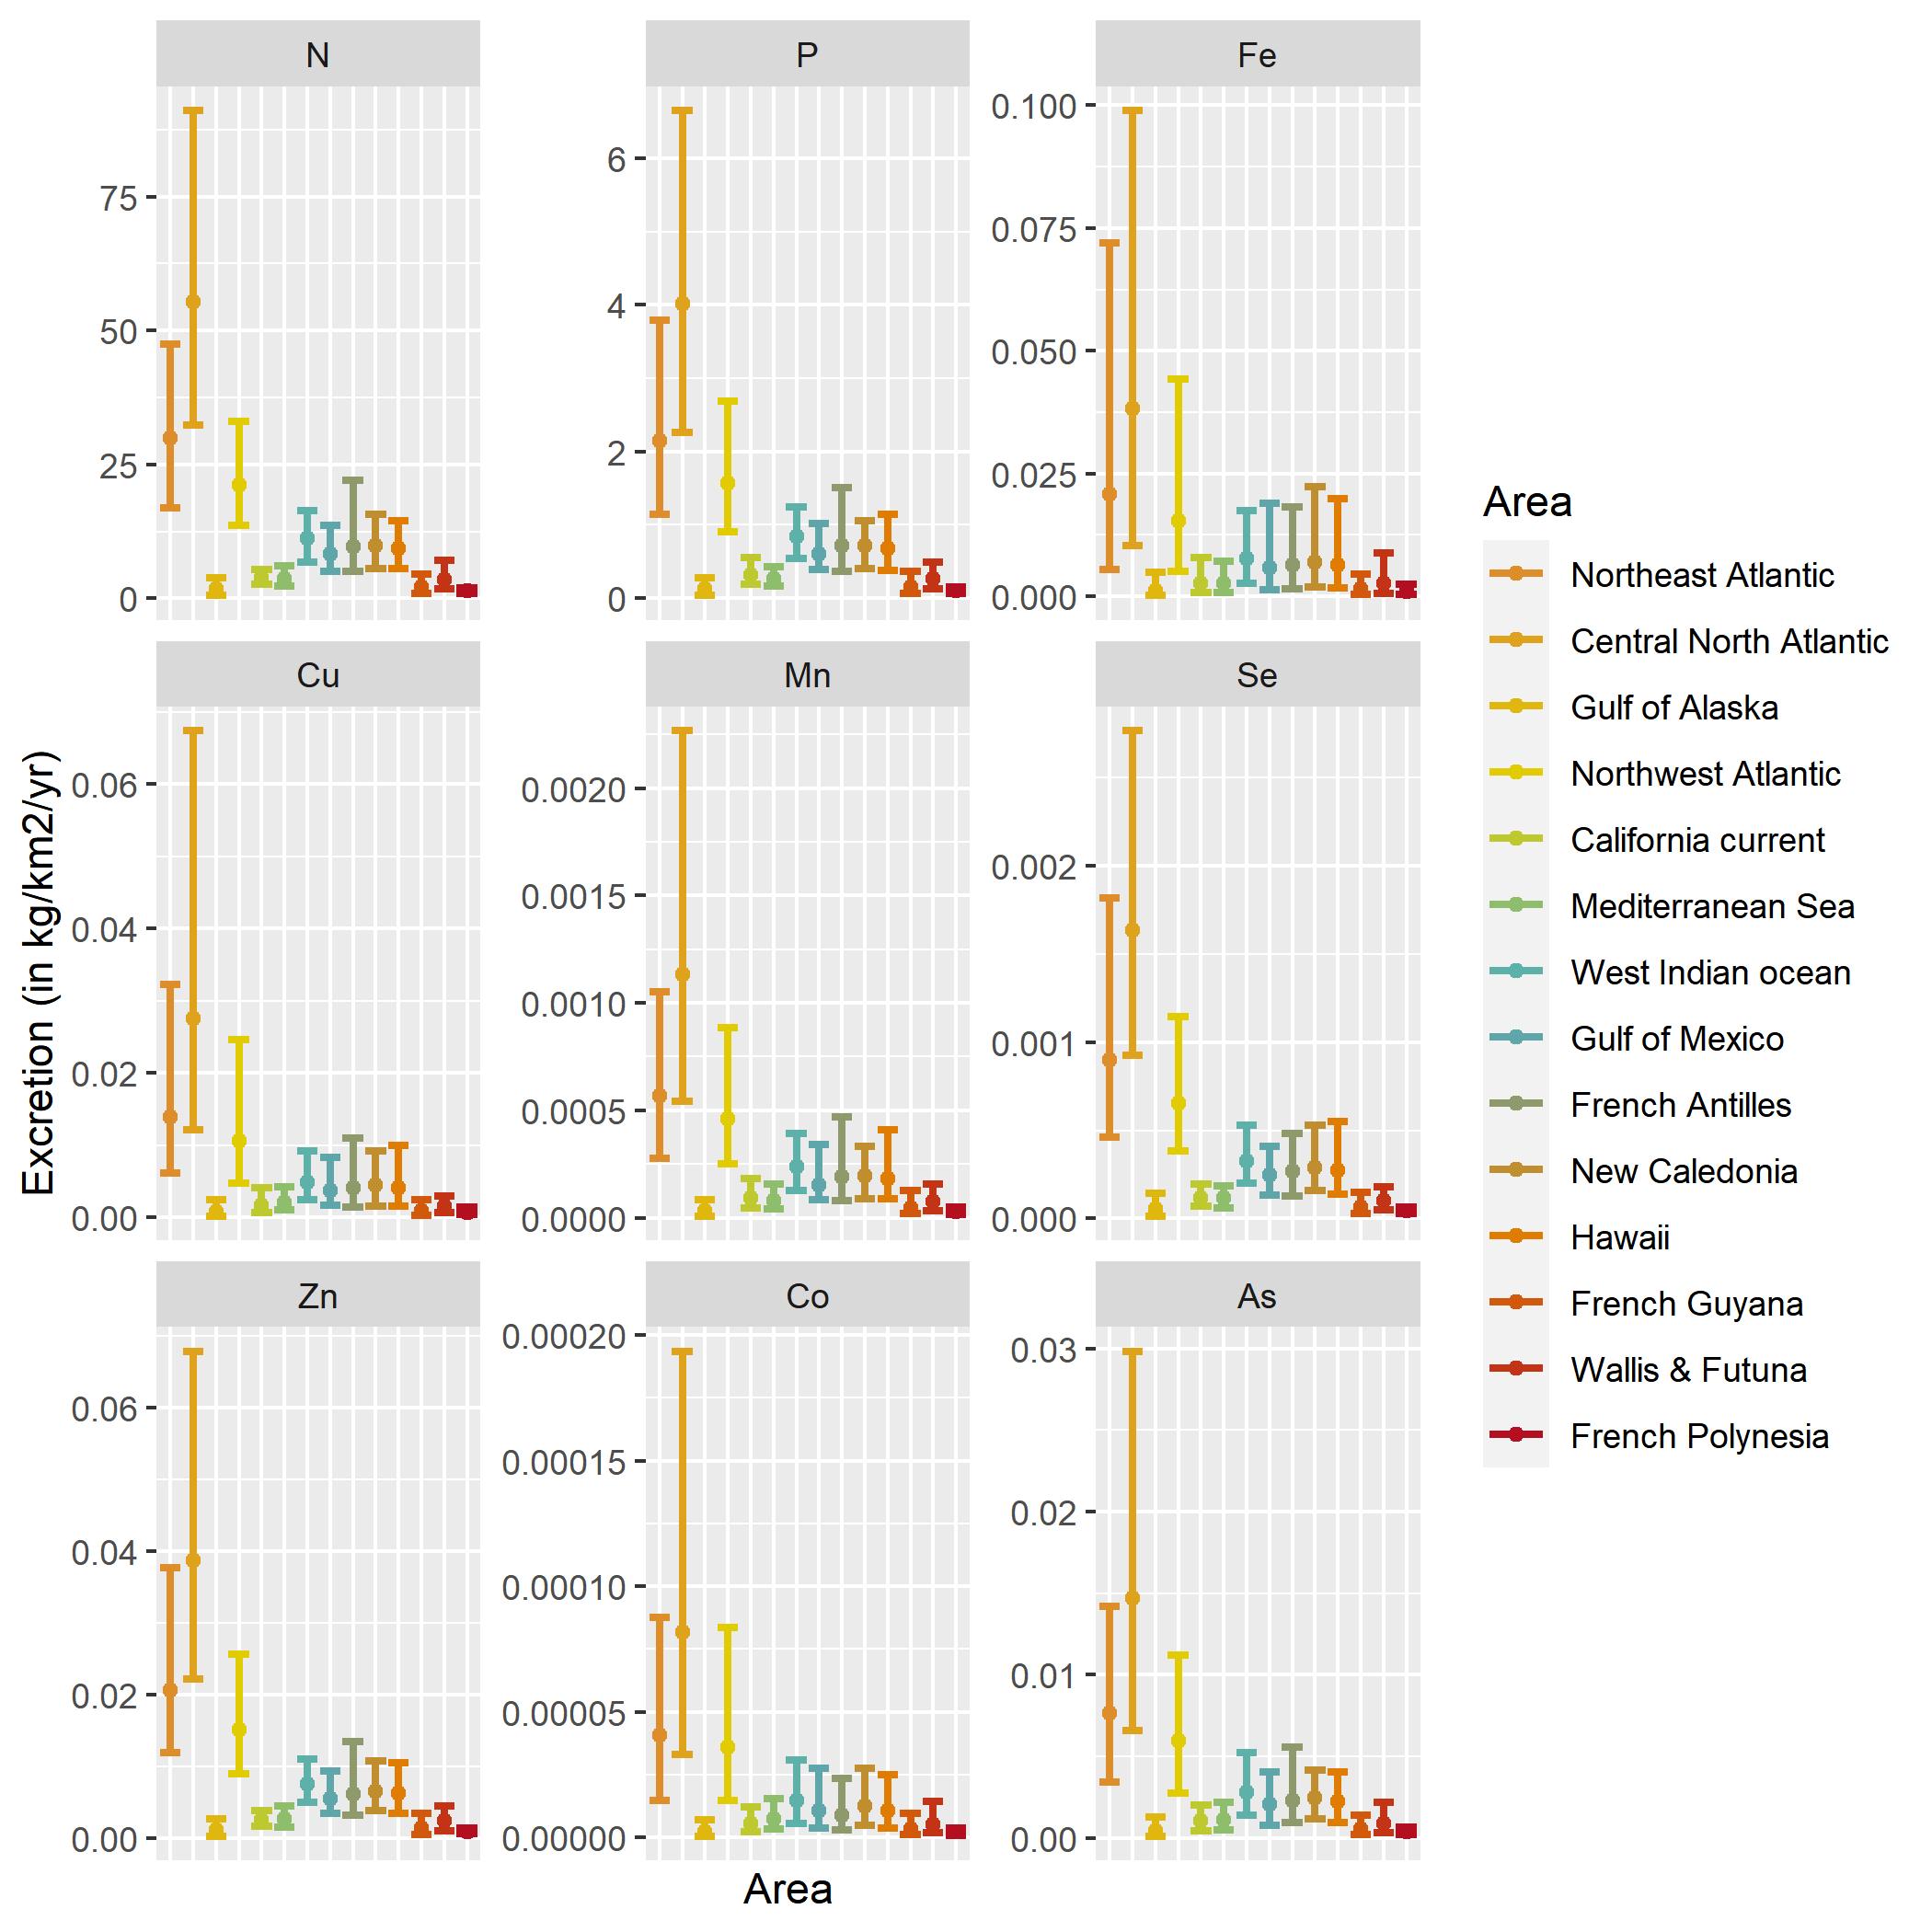 N
P
Fe
75
50
25
0
6
4
2
0
0.100
0.075
0.050
0.025
0.000
Cu
Mn
Se
0.06
0.04
0.02
0.00
0.0020
0.0015
0.0010
0.0005
0.0000
0.002
0.001
0.000
Zn
Co
As
0.06
0.04
0.02
0.00
0.00020
0.00015
0.00010
0.00005
0.00000
0.03
0.02
0.01
0.00
Excretion (in kg/km2/yr)
Area
Area
Northeast Atlantic
Central North Atlantic
Gulf of Alaska
Northwest Atlantic
California current
Mediterranean Sea
West Indian ocean
Gulf of Mexico
French Antilles
New Caledonia
Hawaii
French Guyana
Wallis & Futuna
French Polynesia